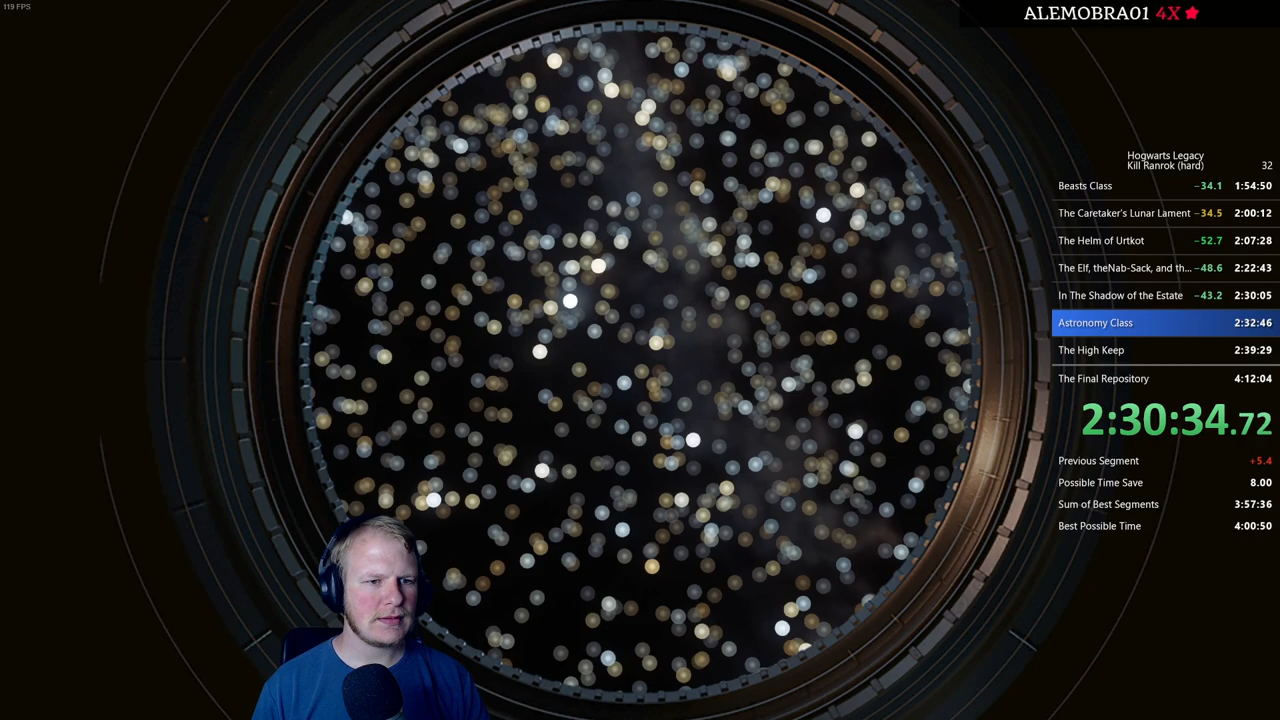 119 FPS
ALEMOBRA01 4X
Hogwarts Legacy
Kill Ranrok (hard) 32
Beasts Class −34.1 1:54:50
The Caretaker's Lunar Lament −34.5 2:00:12
The Helm of Urtkot −52.7 2:07:28
The Elf, theNab-Sack, and th... −48.6 2:22:43
In The Shadow of the Estate −43.2 2:30:05
Astronomy Class 2:32:46
The High Keep 2:39:29
The Final Repository 4:12:04
2:30:34.72
Previous Segment +5.4
Possible Time Save 8.00
Sum of Best Segments 3:57:36
Best Possible Time 4:00:50